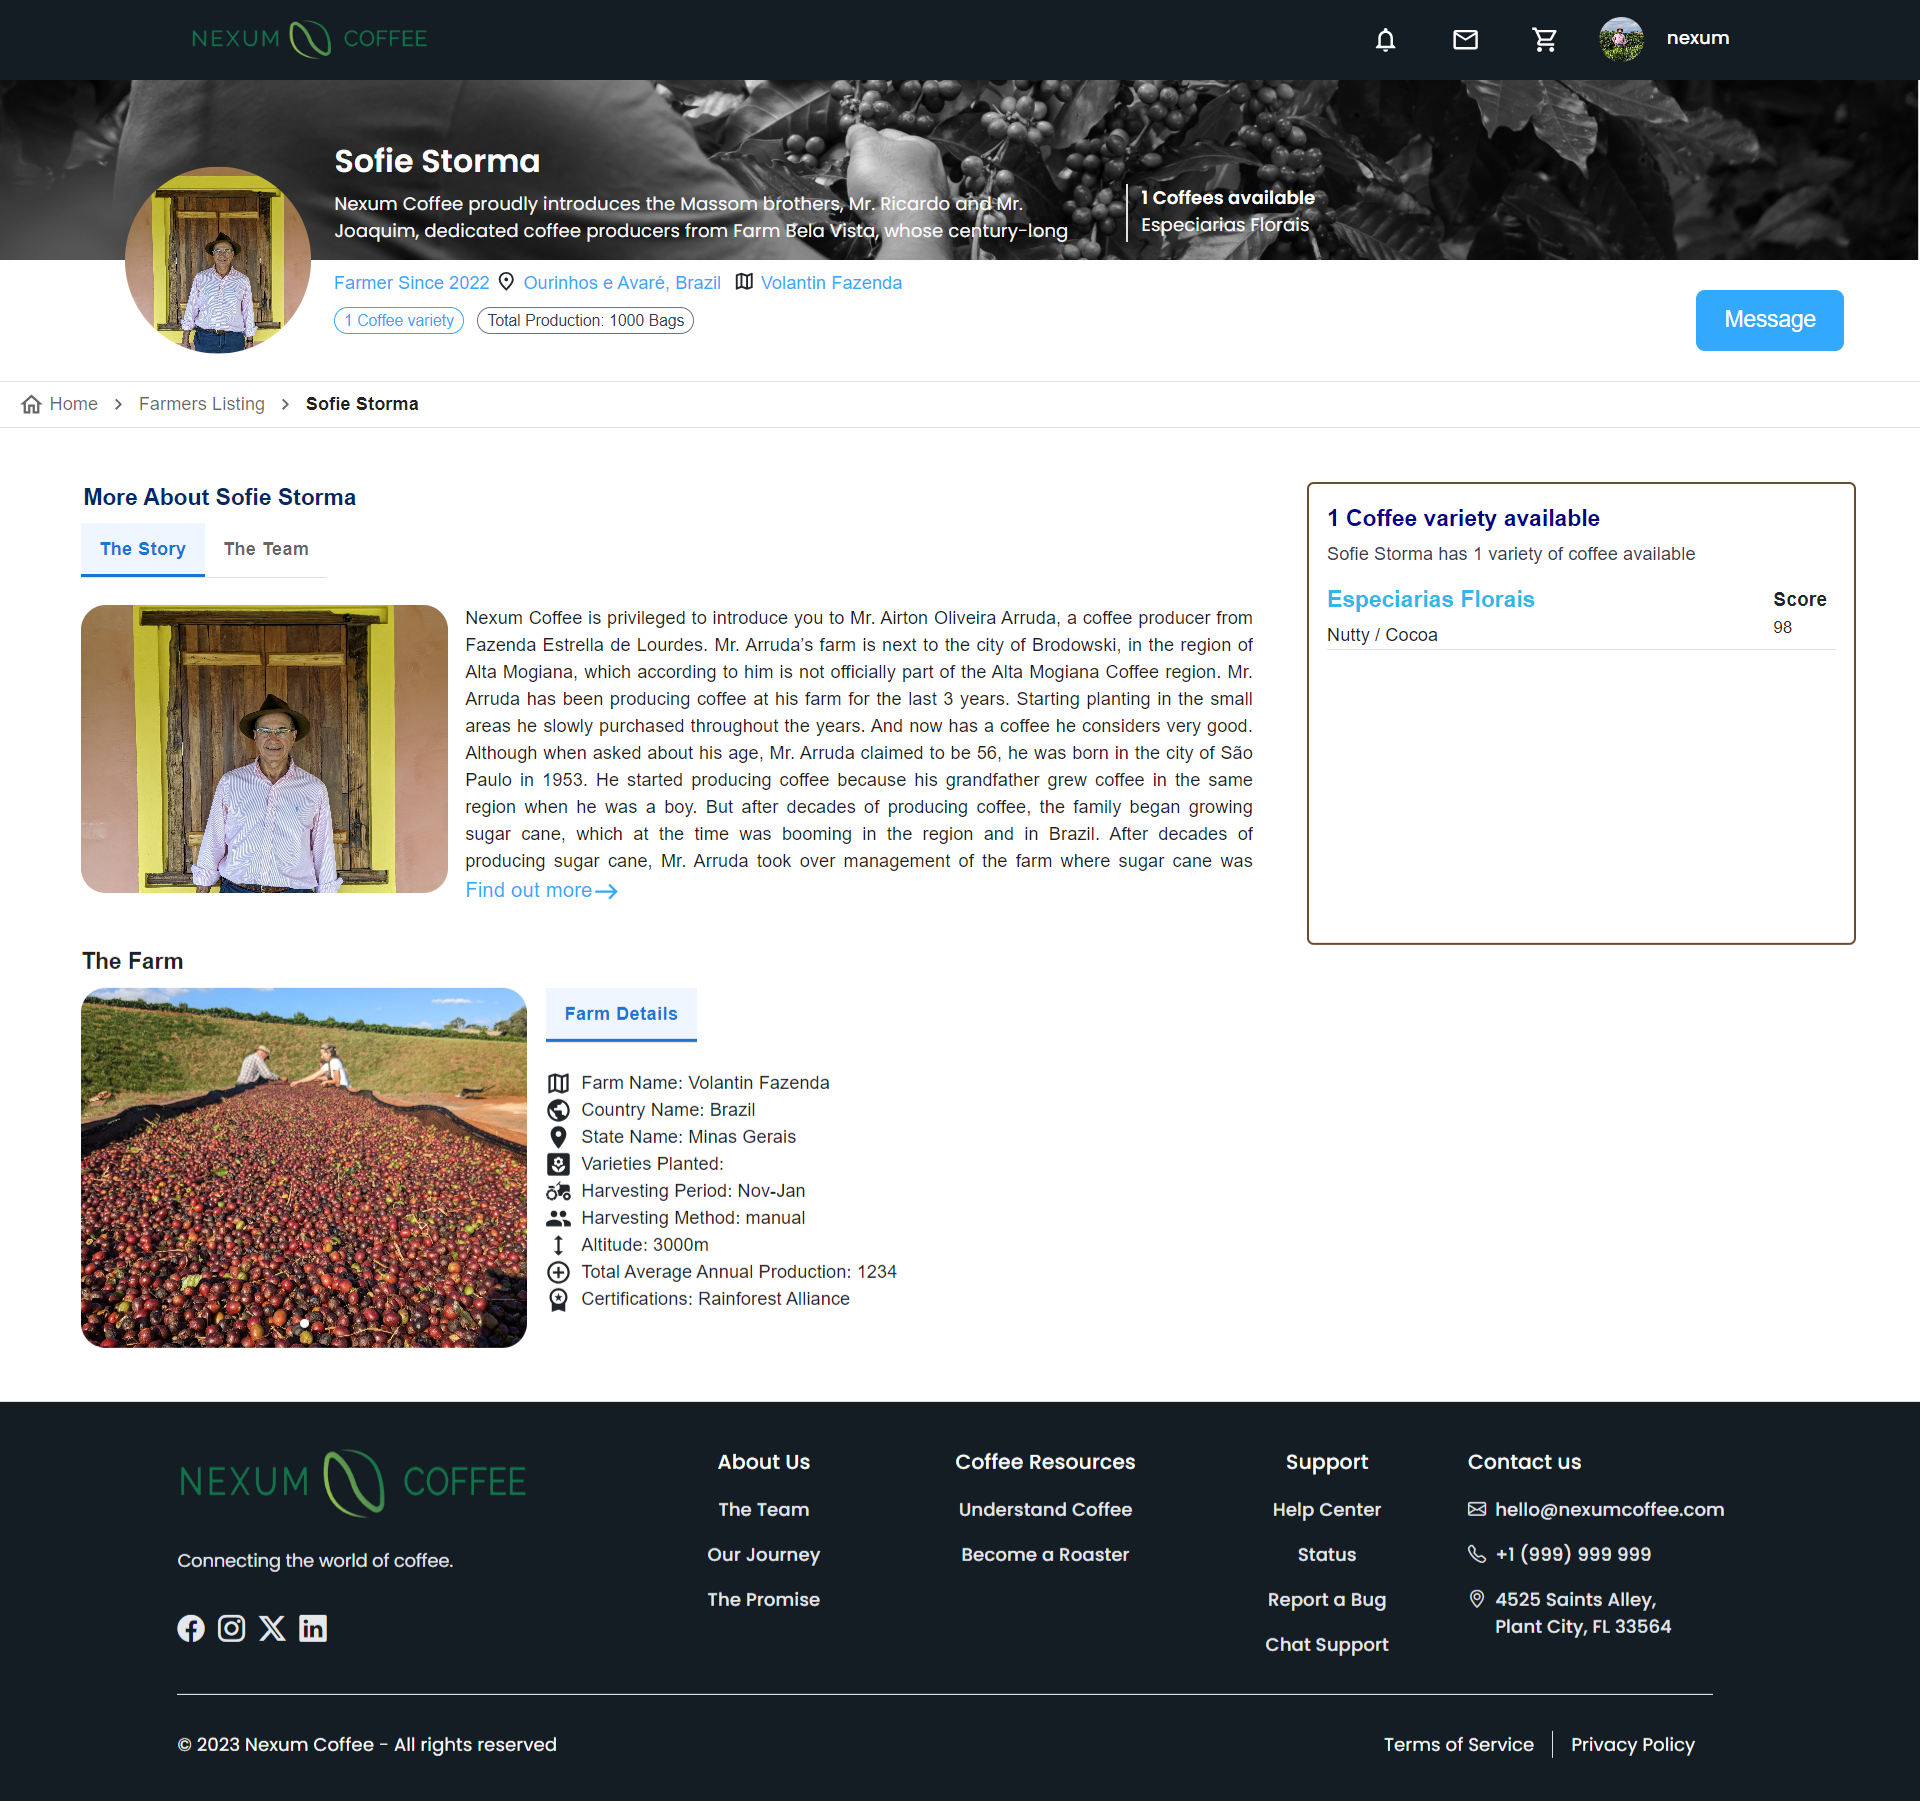 NEXUM COFFEE
nexum
Sofie Storma
Nexum Coffee proudly introduces the Massom brothers, Mr. Ricardo and Mr.
Joaquim, dedicated coffee producers from Farm Bela Vista, whose century-long
1 Coffees available
Especiarias Florais
Farmer Since 2022 Ourinhos e Avaré, Brazil Volantin Fazenda
1 Coffee variety Total Production: 1000 Bags
Message
Home > Farmers Listing > Sofie Storma
More About Sofie Storma
The Story The Team
Nexum Coffee is privileged to introduce you to Mr. Airton Oliveira Arruda, a coffee producer from
Fazenda Estrella de Lourdes. Mr. Arruda’s farm is next to the city of Brodowski, in the region of
Alta Mogiana, which according to him is not officially part of the Alta Mogiana Coffee region. Mr.
Arruda has been producing coffee at his farm for the last 3 years. Starting planting in the small
areas he slowly purchased throughout the years. And now has a coffee he considers very good.
Although when asked about his age, Mr. Arruda claimed to be 56, he was born in the city of São
Paulo in 1953. He started producing coffee because his grandfather grew coffee in the same
region when he was a boy. But after decades of producing coffee, the family began growing
sugar cane, which at the time was booming in the region and in Brazil. After decades of
producing sugar cane, Mr. Arruda took over management of the farm where sugar cane was
Find out more
1 Coffee variety available
Sofie Storma has 1 variety of coffee available
Especiarias Florais
Nutty / Cocoa
Score
98
The Farm
Farm Details
Farm Name: Volantin Fazenda
Country Name: Brazil
State Name: Minas Gerais
Varieties Planted:
Harvesting Period: Nov-Jan
Harvesting Method: manual
Altitude: 3000m
Total Average Annual Production: 1234
Certifications: Rainforest Alliance
NEXUM COFFEE
Connecting the world of coffee.
About Us
The Team
Our Journey
The Promise
Coffee Resources
Understand Coffee
Become a Roaster
Support
Help Center
Status
Report a Bug
Chat Support
Contact us
hello@nexumcoffee.com
+1 (999) 999 999
4525 Saints Alley,
Plant City, FL 33564
© 2023 Nexum Coffee - All rights reserved
Terms of Service
Privacy Policy